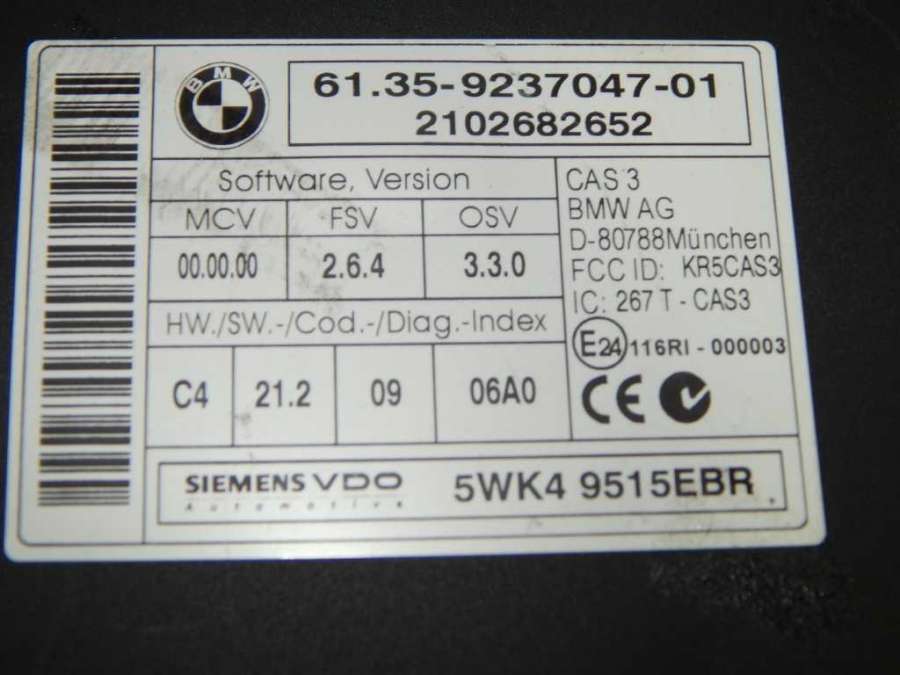 BMW
61.35-9237047-01
2102682652
Software, Version
MCV FSV OSV
00.00.00 2.6.4 3.3.0
HW./SW.-/Cod.-/Diag.-Index
C4 21.2 09 06A0
CAS 3
BMW AG
D-80788München
FCC ID: KR5CAS3
IC: 267 T - CAS3
E24 116RI - 000003
CE
SIEMENS VDO
Automotive
5WK4 9515EBR